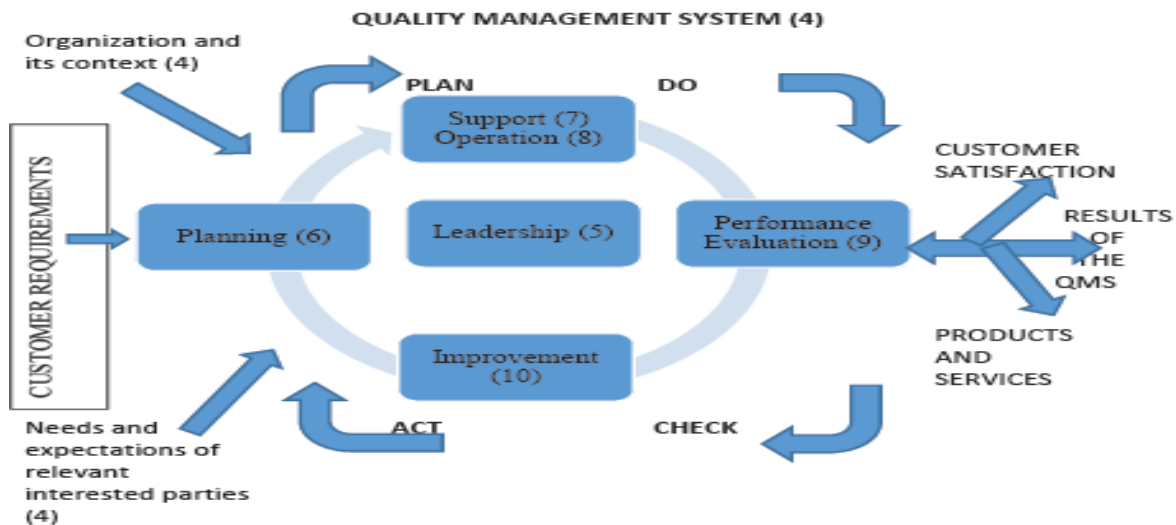 QUALITY MANAGEMENT SYSTEM (4)
Organization and
its context (4)
PLAN
DO
Support (7)
Operation (8)
CUSTOMER
SATISFACTION
CUSTOMER REQUIREMENTS
Planning (6)
Leadership (5)
Performance
Evaluation (9)
RESULTS
OF
THE
QMS
PRODUCTS
AND
SERVICES
Improvement
(10)
ACT
CHECK
Needs and
expectations of
relevant
interested parties
(4)